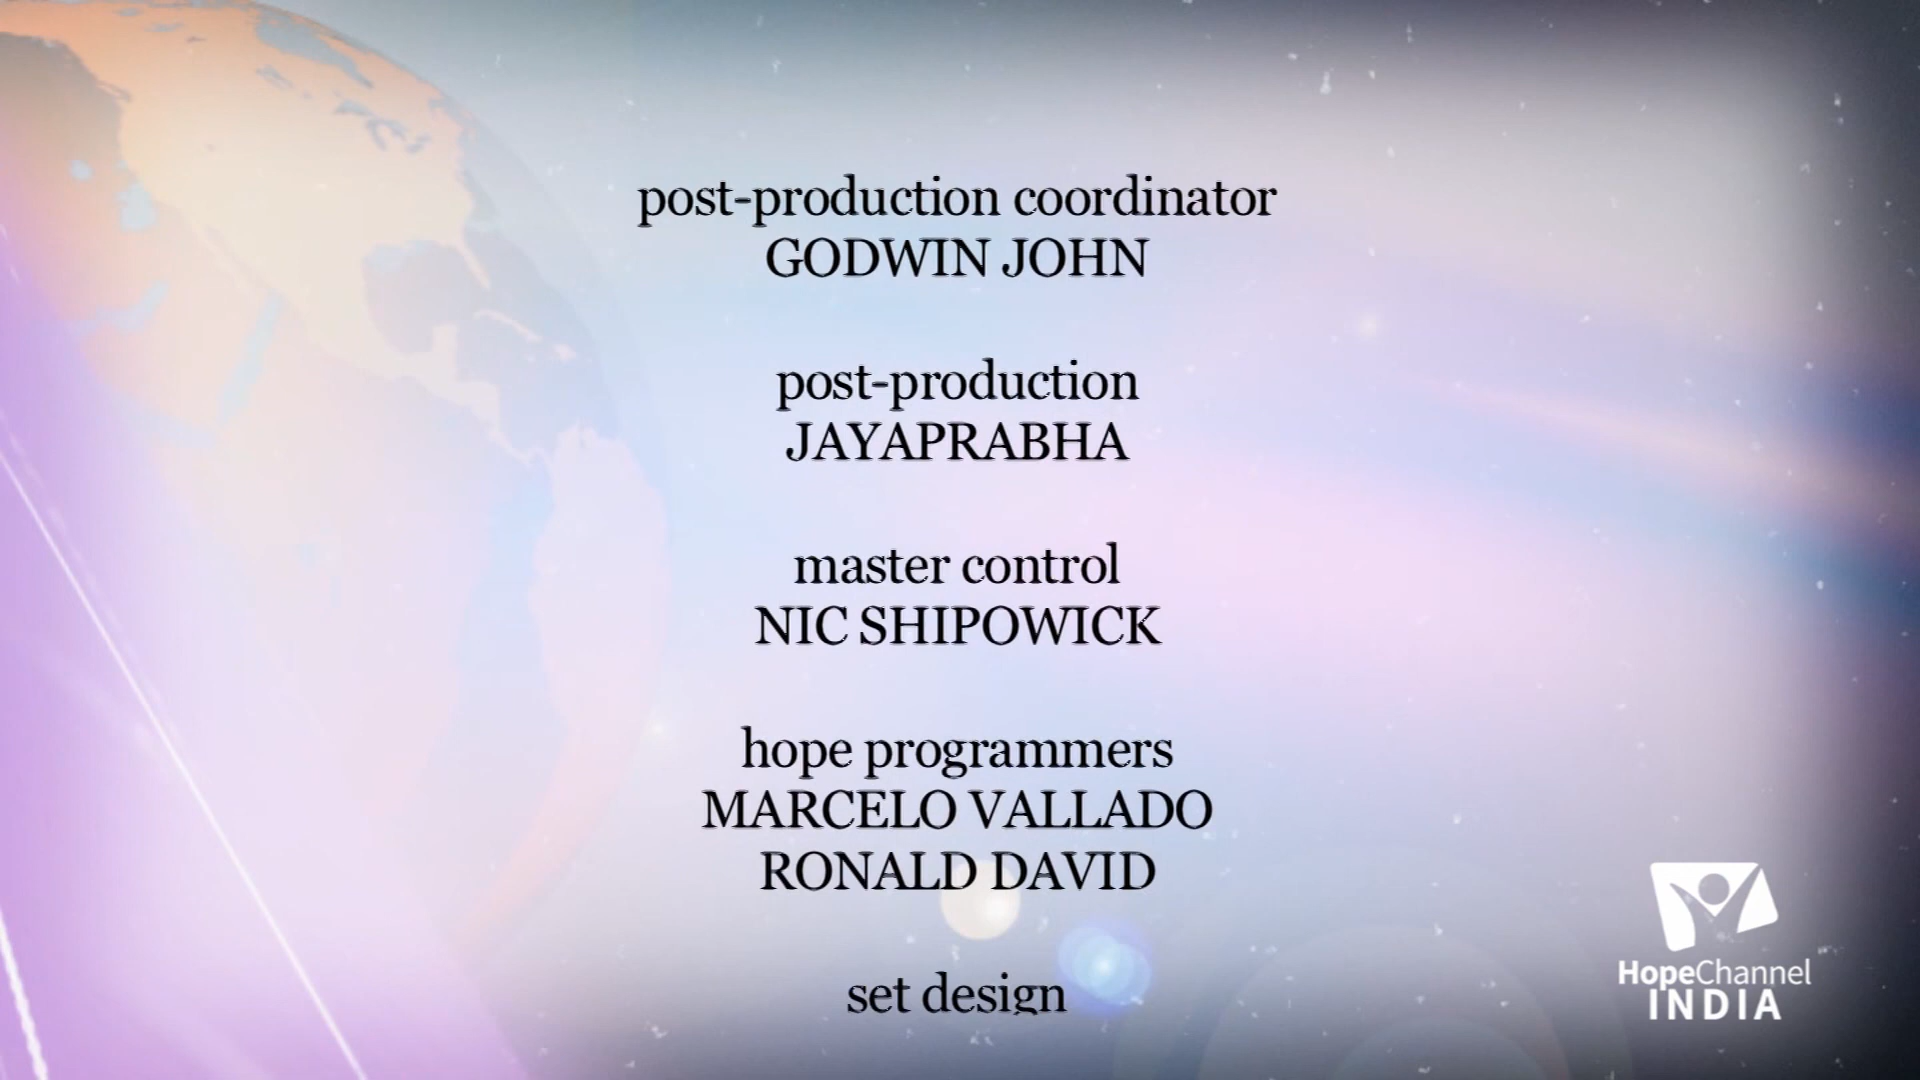 post-production coordinator
GODWIN JOHN
post-production
JAYAPRABHA
master control
NIC SHIPOWICK
hope programmers
MARCELO VALLADO
RONALD DAVID
set design
HopeChannel
INDIA